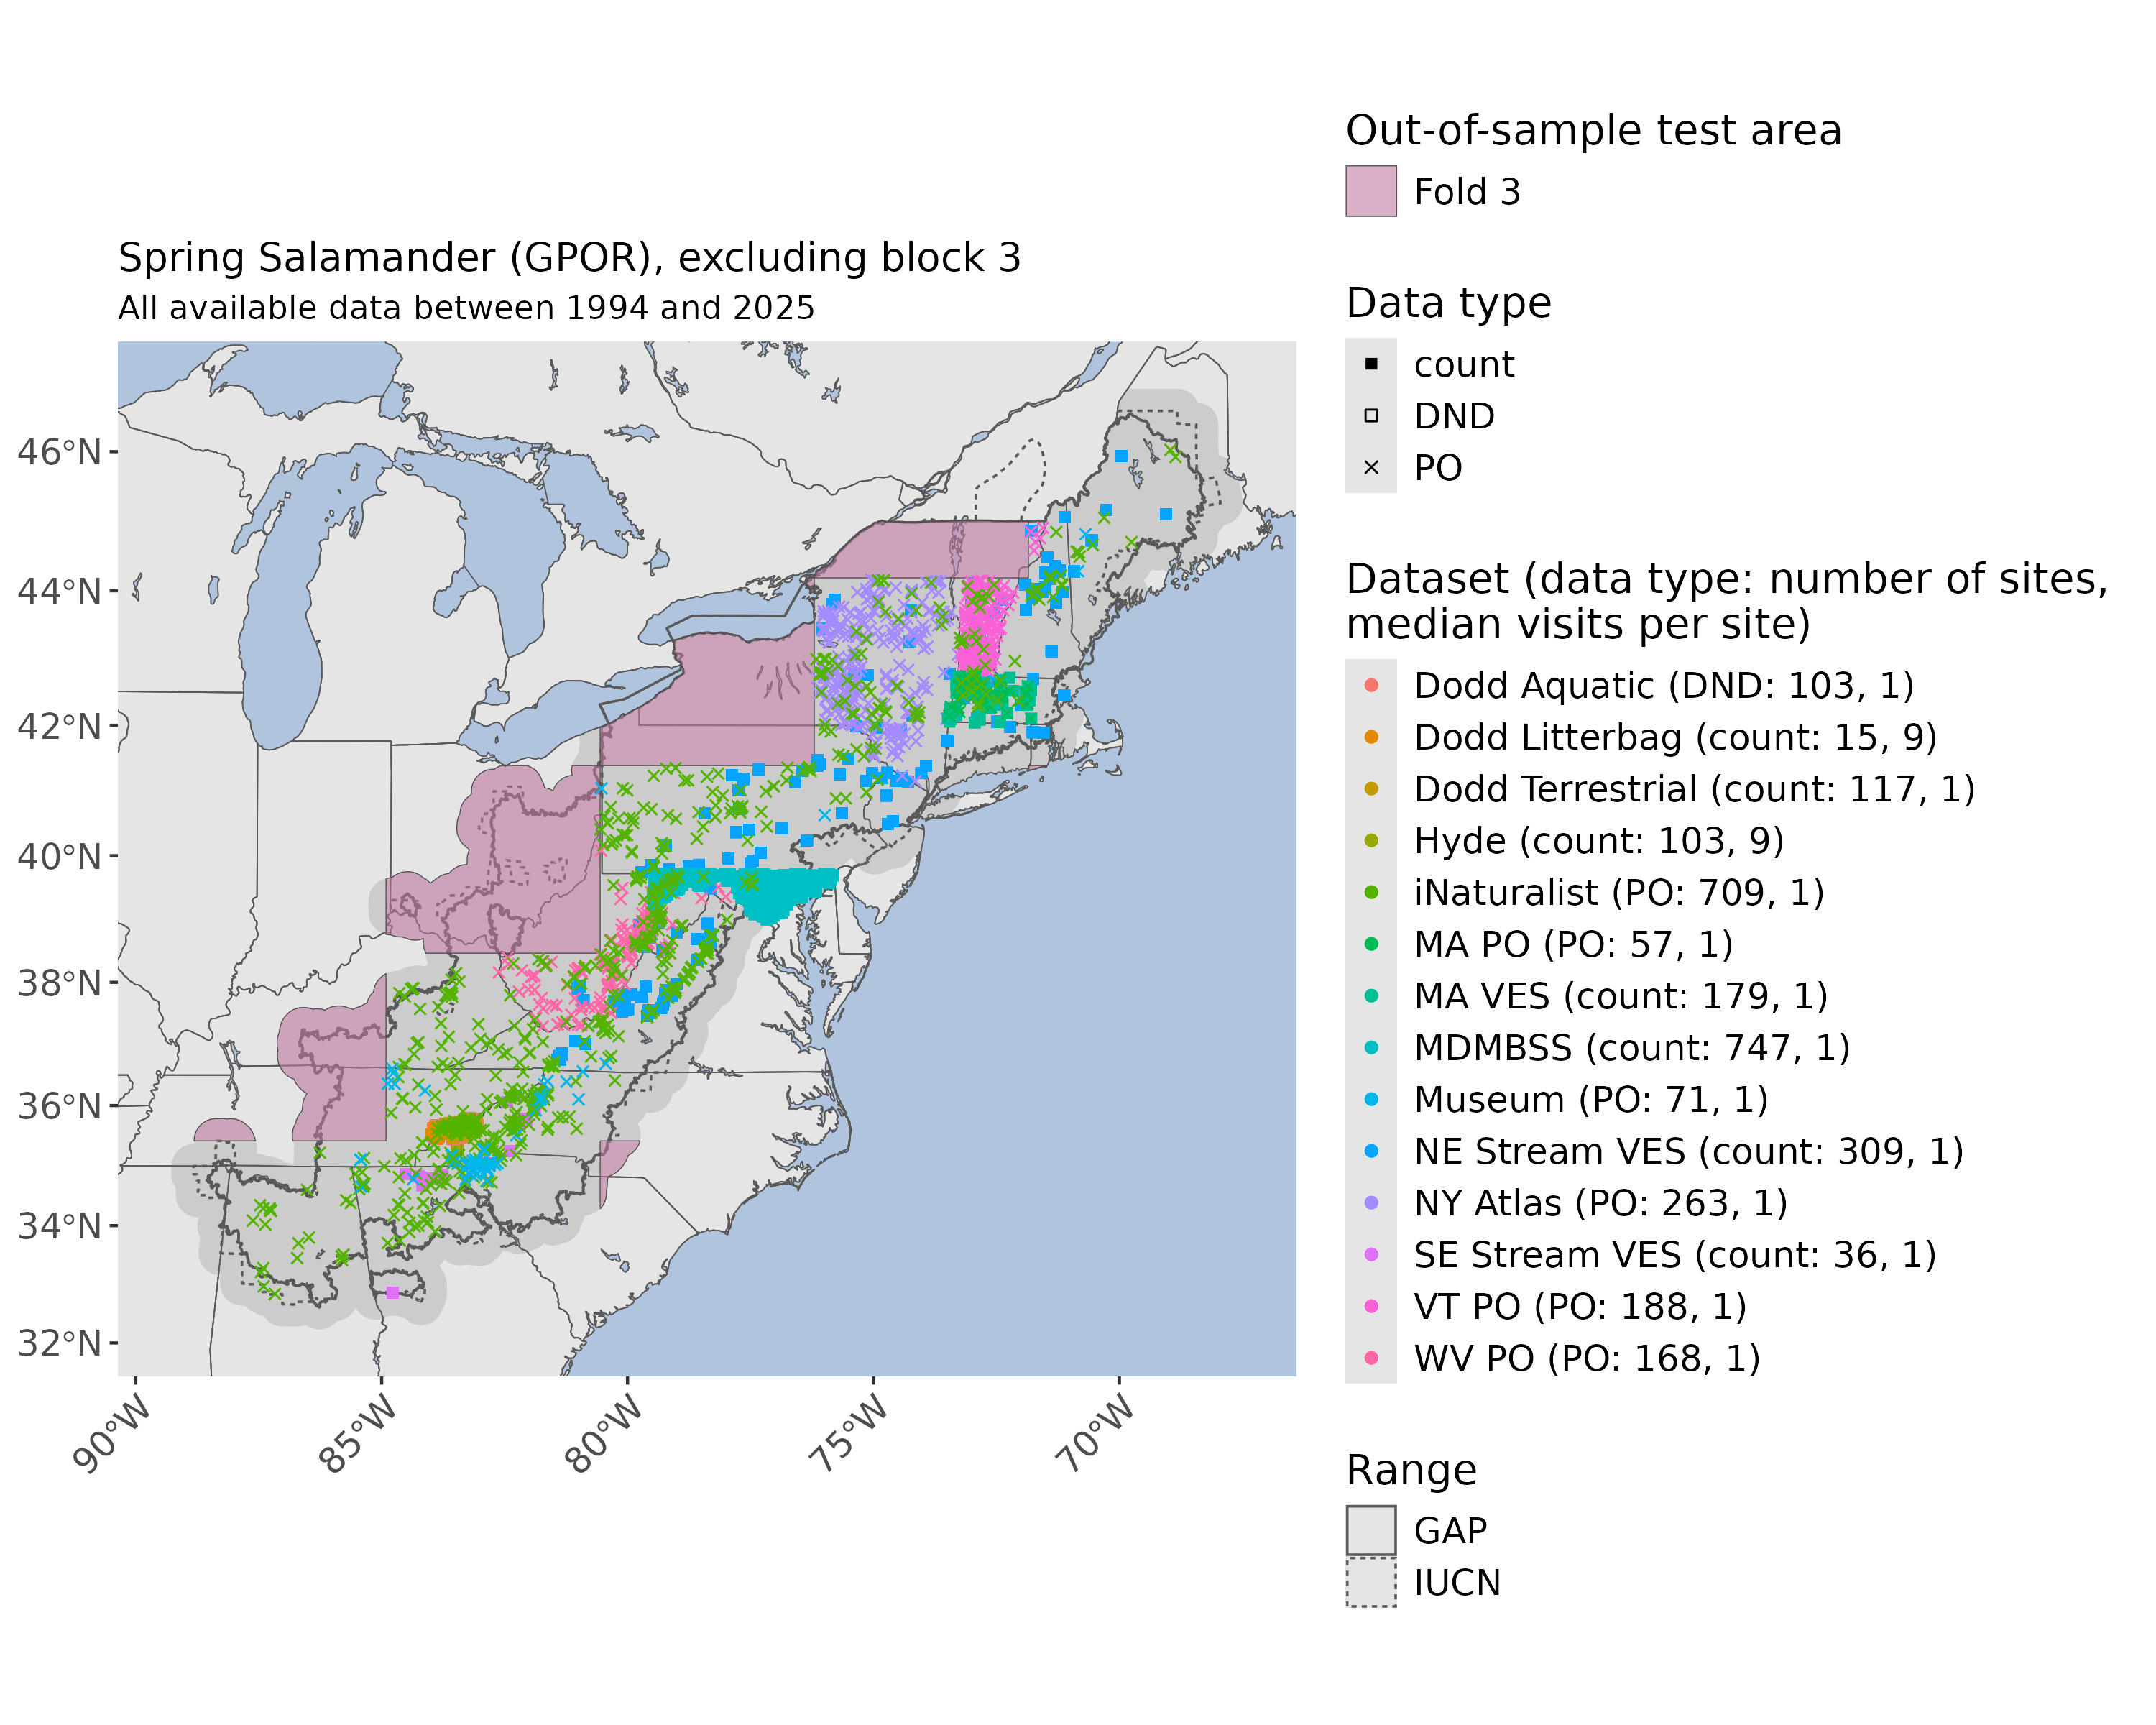 Spring Salamander (GPOR), excluding block 3
All available data between 1994 and 2025
46°N
44°N
42°N
40°N
38°N
36°N
34°N
32°N
90°W
85°W
80°W
75°W
70°W
Out-of-sample test area
Fold 3
Data type
count
DND
PO
Dataset (data type: number of sites,
median visits per site)
Dodd Aquatic (DND: 103, 1)
Dodd Litterbag (count: 15, 9)
Dodd Terrestrial (count: 117, 1)
Hyde (count: 103, 9)
iNaturalist (PO: 709, 1)
MA PO (PO: 57, 1)
MA VES (count: 179, 1)
MDMBSS (count: 747, 1)
Museum (PO: 71, 1)
NE Stream VES (count: 309, 1)
NY Atlas (PO: 263, 1)
SE Stream VES (count: 36, 1)
VT PO (PO: 188, 1)
WV PO (PO: 168, 1)
Range
GAP
IUCN